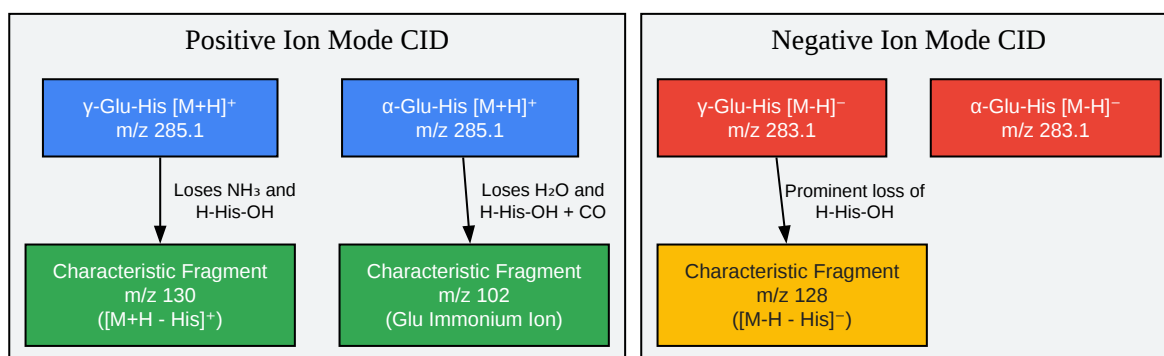 Positive Ion Mode CID
γ-Glu-His [M+H]⁺
m/z 285.1
α-Glu-His [M+H]⁺
m/z 285.1
Loses NH₃ and
H-His-OH
Loses H₂O and
H-His-OH + CO
Characteristic Fragment
m/z 130
([M+H - His]⁺)
Characteristic Fragment
m/z 102
(Glu Immonium Ion)
Negative Ion Mode CID
γ-Glu-His [M-H]⁻
m/z 283.1
α-Glu-His [M-H]⁻
m/z 283.1
Prominent loss of
H-His-OH
Characteristic Fragment
m/z 128
([M-H - His]⁻)